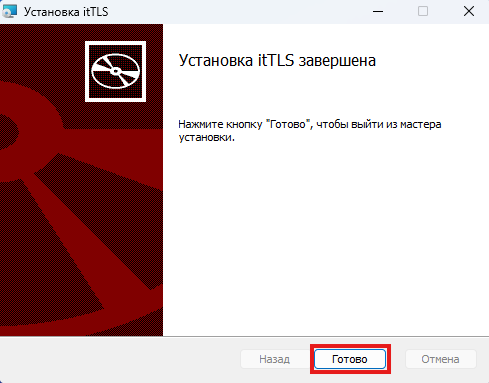 Установка itTLS
Установка itTLS завершена
Нажмите кнопку "Готово", чтобы выйти из мастера
установки.
Назад
Готово
Отмена